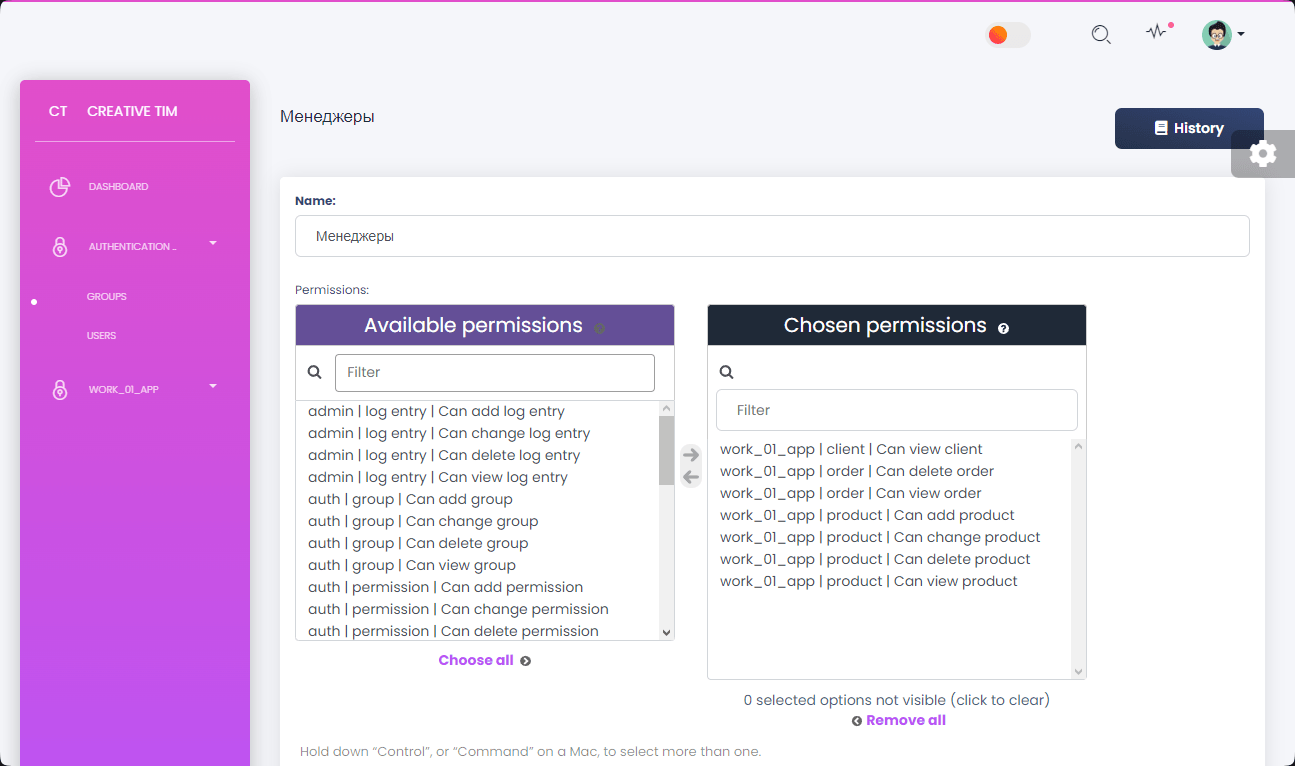 CT CREATIVE TIM
DASHBOARD
AUTHENTICATION ...
GROUPS
USERS
WORK_01_APP
Менеджеры
History
Name:
Менеджеры
Permissions:
Available permissions ?
Filter
admin | log entry | Can add log entry
admin | log entry | Can change log entry
admin | log entry | Can delete log entry
admin | log entry | Can view log entry
auth | group | Can add group
auth | group | Can change group
auth | group | Can delete group
auth | group | Can view group
auth | permission | Can add permission
auth | permission | Can change permission
auth | permission | Can delete permission
Choose all
Chosen permissions ?
Filter
work_01_app | client | Can view client
work_01_app | order | Can delete order
work_01_app | order | Can view order
work_01_app | product | Can add product
work_01_app | product | Can change product
work_01_app | product | Can delete product
work_01_app | product | Can view product
0 selected options not visible (click to clear)
Remove all
Hold down “Control”, or “Command” on a Mac, to select more than one.